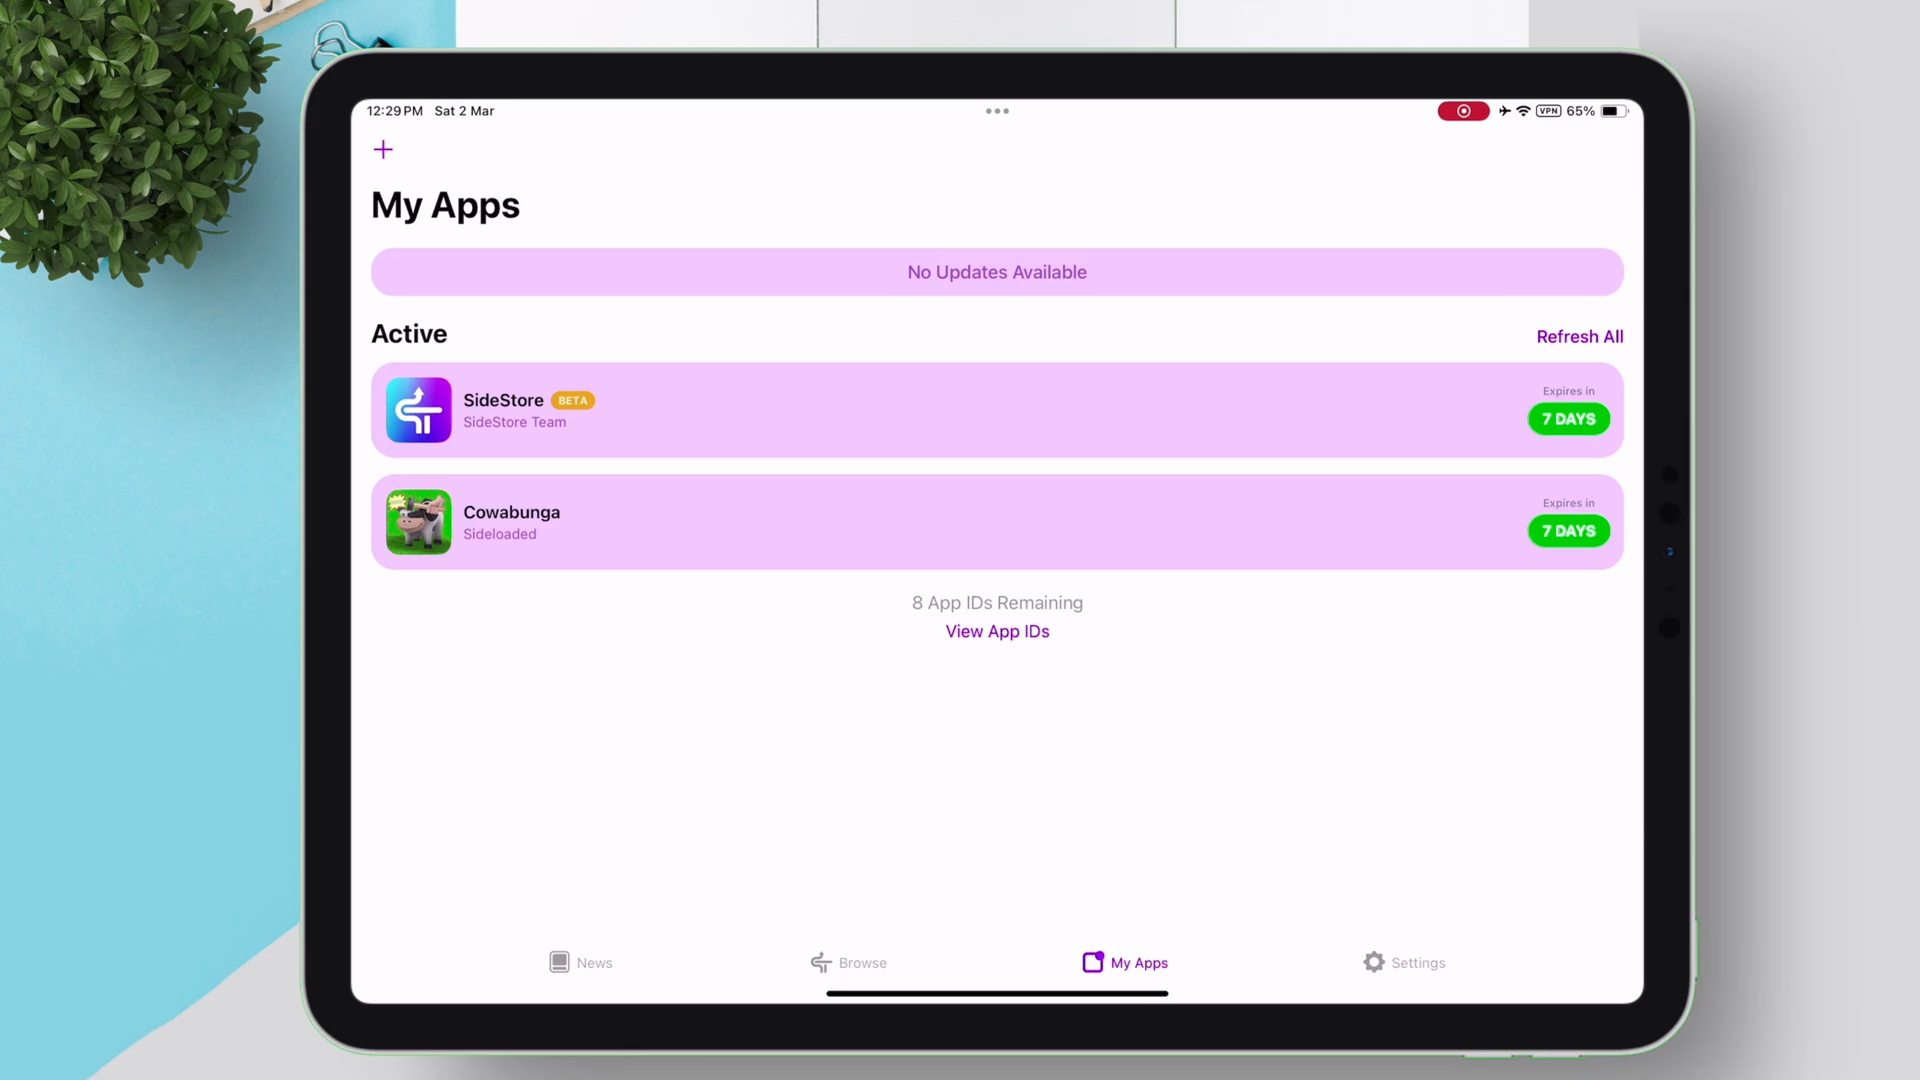 12:29 PM Sat 2 Mar
VPN 65%
My Apps
No Updates Available
Active
Refresh All
SideStore BETA
SideStore Team
Expires in
7 DAYS
Cowabunga
Sideloaded
Expires in
7 DAYS
8 App IDs Remaining
View App IDs
News
Browse
My Apps
Settings